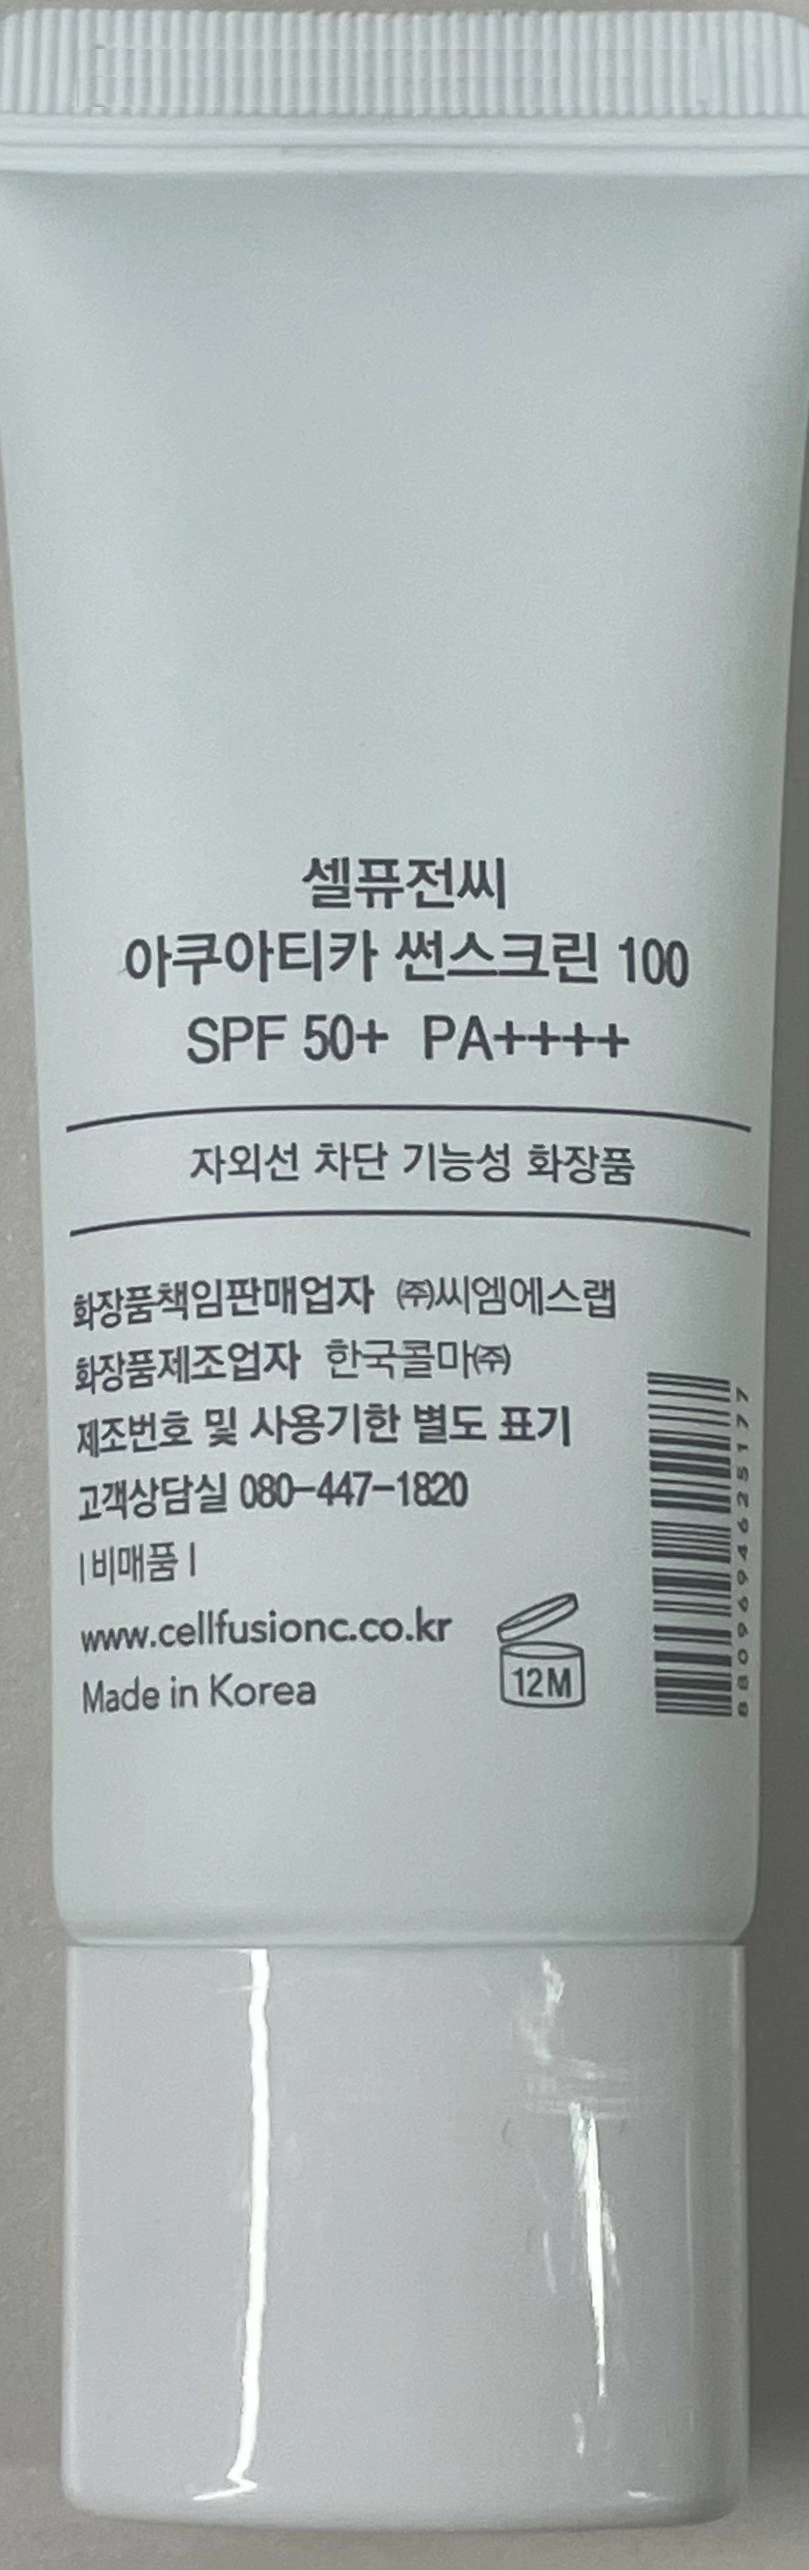 셀퓨전씨
아쿠아티카 썬스크린 100
SPF 50+ PA++++
자외선 차단 기능성 화장품
화장품책임판매업자 ㈜씨엠에스랩
화장품제조업자 한국콜마㈜
제조번호 및 사용기한 별도 표기
고객상담실 080-447-1820
|비매품|
www.cellfusionc.co.kr
Made in Korea
12M
8809694625177